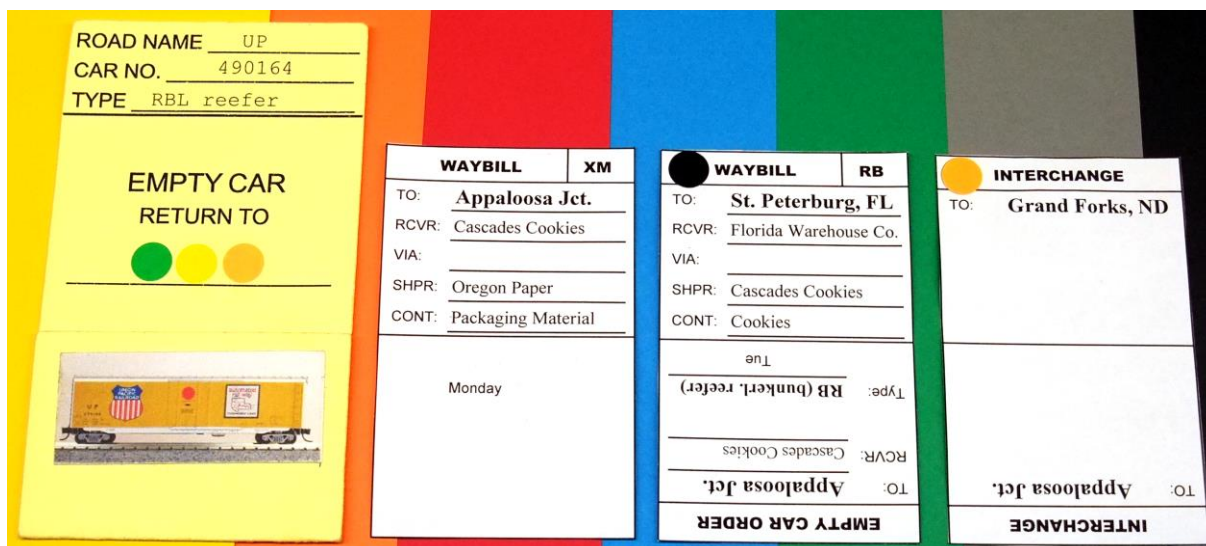 ROAD NAME UP
CAR NO. 490164
TYPE RBL reefer
EMPTY CAR
RETURN TO
WAYBILL XM
TO: Appaloosa Jct.
RCVR: Cascades Cookies
VIA:
SHPR: Oregon Paper
CONT: Packaging Material
Monday
WAYBILL RB
TO: St. Peterburg, FL
RCVR: Florida Warehouse Co.
VIA:
SHPR: Cascades Cookies
CONT: Cookies
EMPTY CAR ORDER
TO: Appaloosa Jct.
RCVR: Cascades Cookies
Type: RB (bunkerl. reefer)
Tue
INTERCHANGE
TO: Grand Forks, ND
INTERCHANGE
TO: Appaloosa Jct.